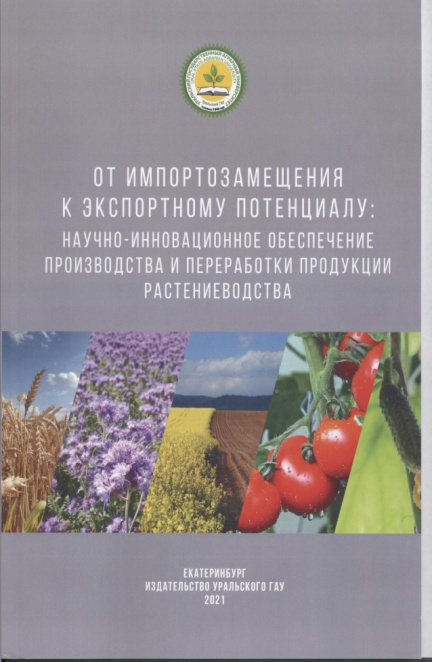 ОТ ИМПОРТОЗАМЕЩЕНИЯ
К ЭКСПОРТНОМУ ПОТЕНЦИАЛУ:
НАУЧНО-ИННОВАЦИОННОЕ ОБЕСПЕЧЕНИЕ
ПРОИЗВОДСТВА И ПЕРЕРАБОТКИ ПРОДУКЦИИ
РАСТЕНИЕВОДСТВА
ЕКАТЕРИНБУРГ
ИЗДАТЕЛЬСТВО УРАЛЬСКОГО ГАУ
2021